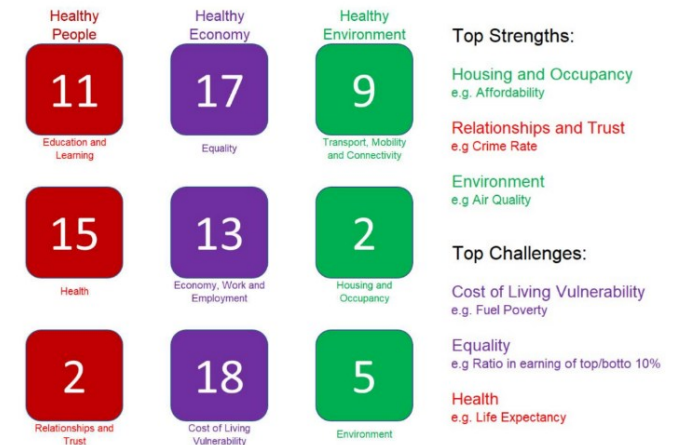 Healthy
People
Healthy
Economy
Healthy
Environment
11
17
9
Education and
Learning
Equality
Transport, Mobility
and Connectivity
15
13
2
Health
Economy, Work and
Employment
Housing and
Occupancy
2
18
5
Relationships and
Trust
Cost of Living
Vulnerability
Environment
Top Strengths:
Housing and Occupancy
e.g. Affordability
Relationships and Trust
e.g Crime Rate
Environment
e.g Air Quality
Top Challenges:
Cost of Living Vulnerability
e.g. Fuel Poverty
Equality
e.g Ratio in earning of top/botto 10%
Health
e.g. Life Expectancy